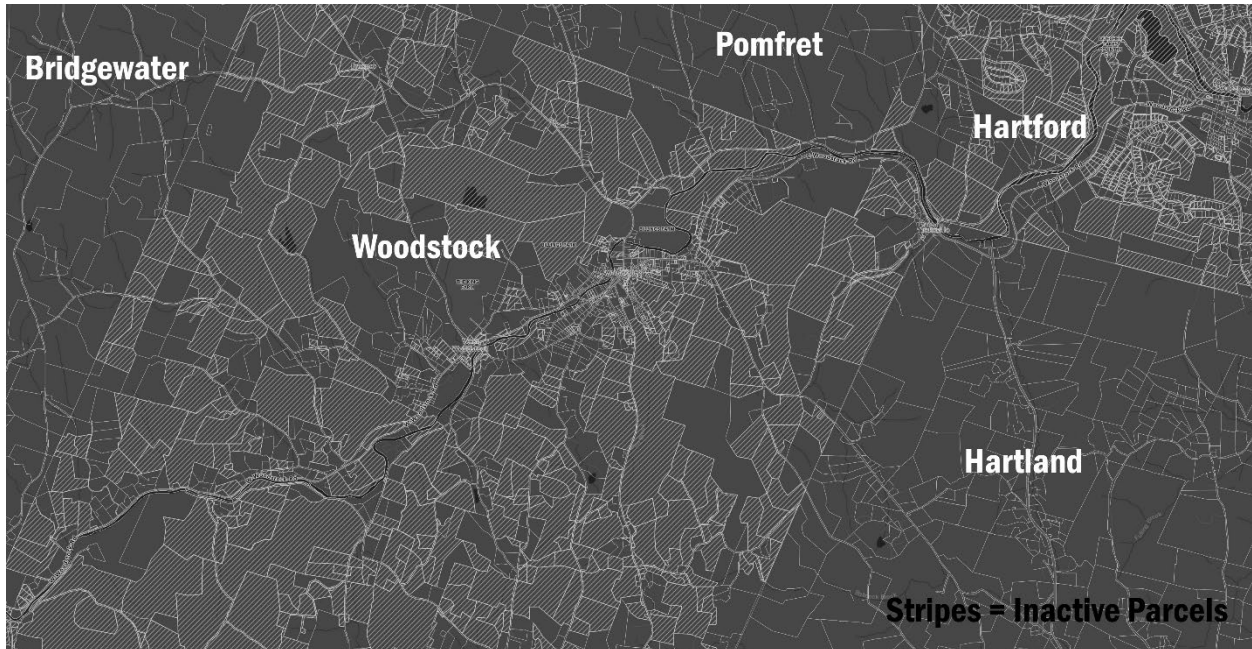 Pomfret
Bridgewater
Hartford
Woodstock
Hartland
Stripes = Inactive Parcels